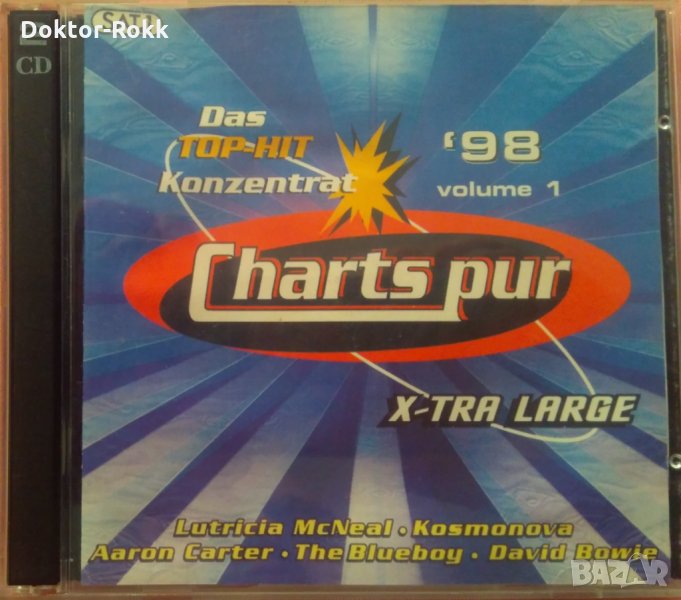 Doktor-Rokk
CD
Das
TOP-HIT
Konzentrat
'98
volume 1
Charts pur
X-TRA LARGE
Lutricia McNeal · Kosmonova
Aaron Carter · The Blueboy · David Bowie
BAZAR